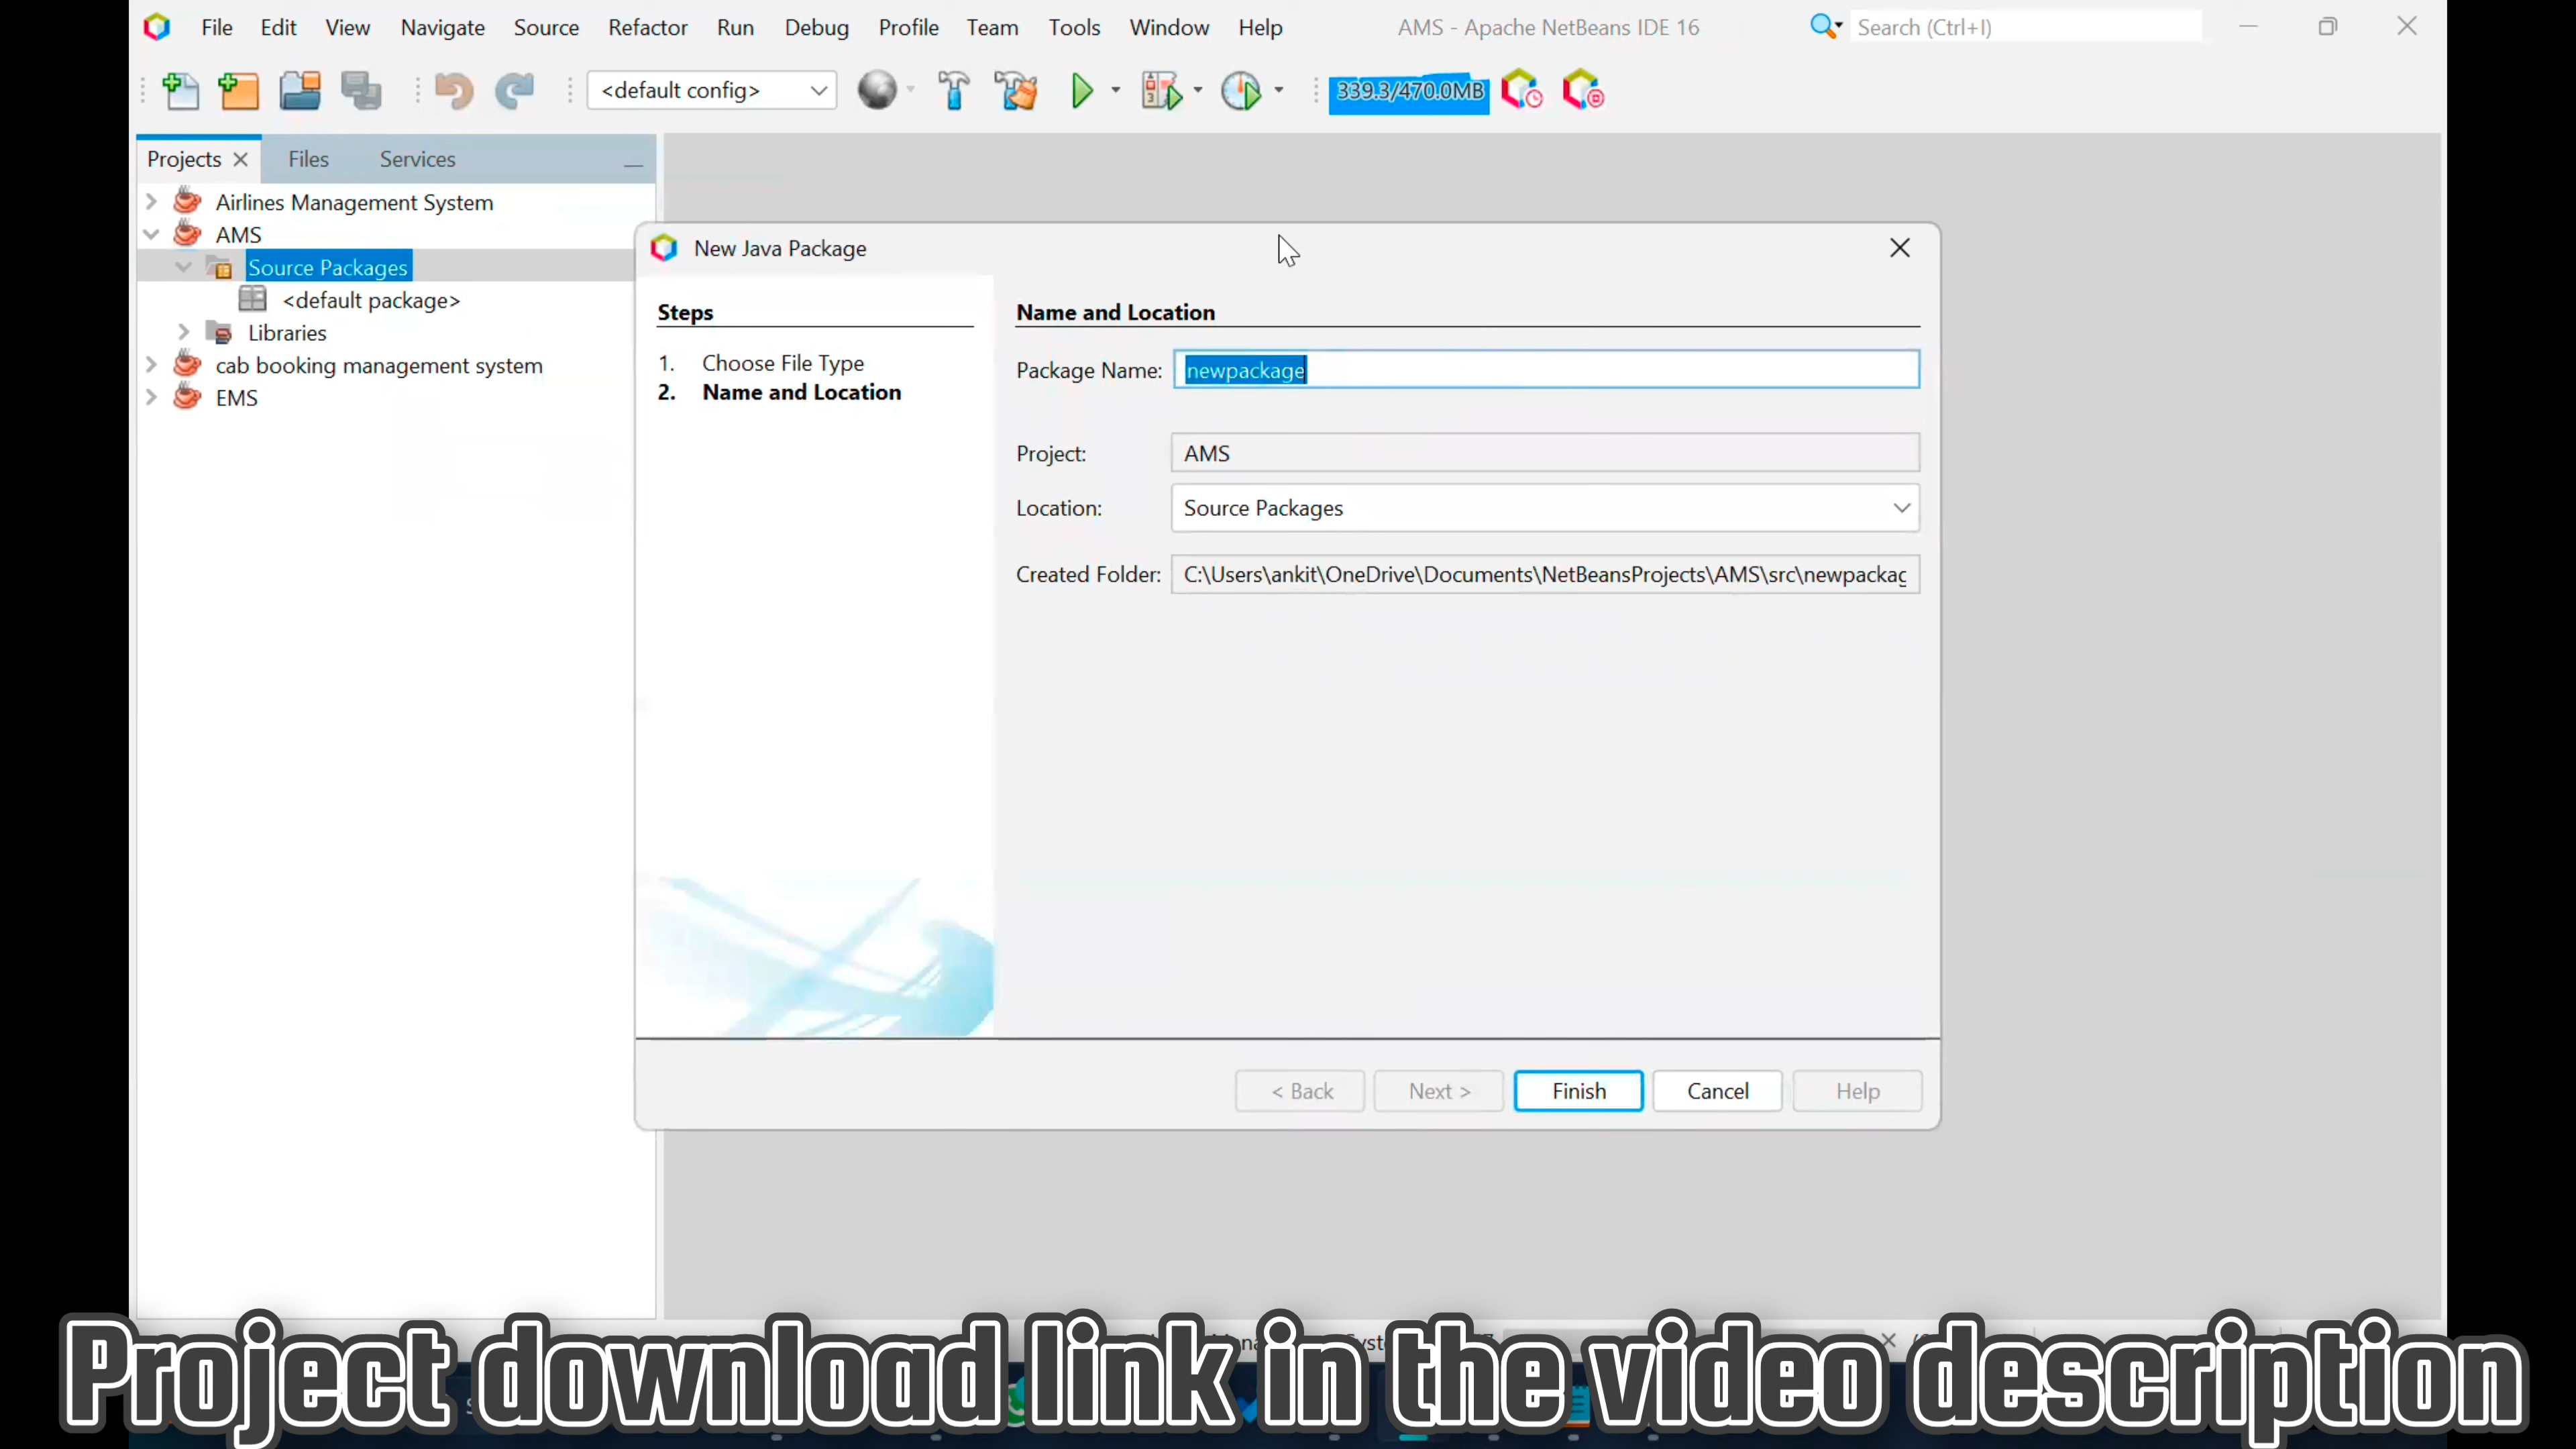 File Edit View Navigate Source Refactor Run Debug Profile Team Tools Window Help AMS - Apache NetBeans IDE 16 Search (Ctrl+I)
<default config> 339.3/470.0MB
Projects Files Services
Airlines Management System
AMS
Source Packages
<default package>
Libraries
cab booking management system
EMS
New Java Package
Steps
1. Choose File Type
2. Name and Location
Name and Location
Package Name: newpackage
Project: AMS
Location: Source Packages
Created Folder: C:\Users\ankit\OneDrive\Documents\NetBeansProjects\AMS\src\newpackag
< Back Next > Finish Cancel Help
Project download link in the video description